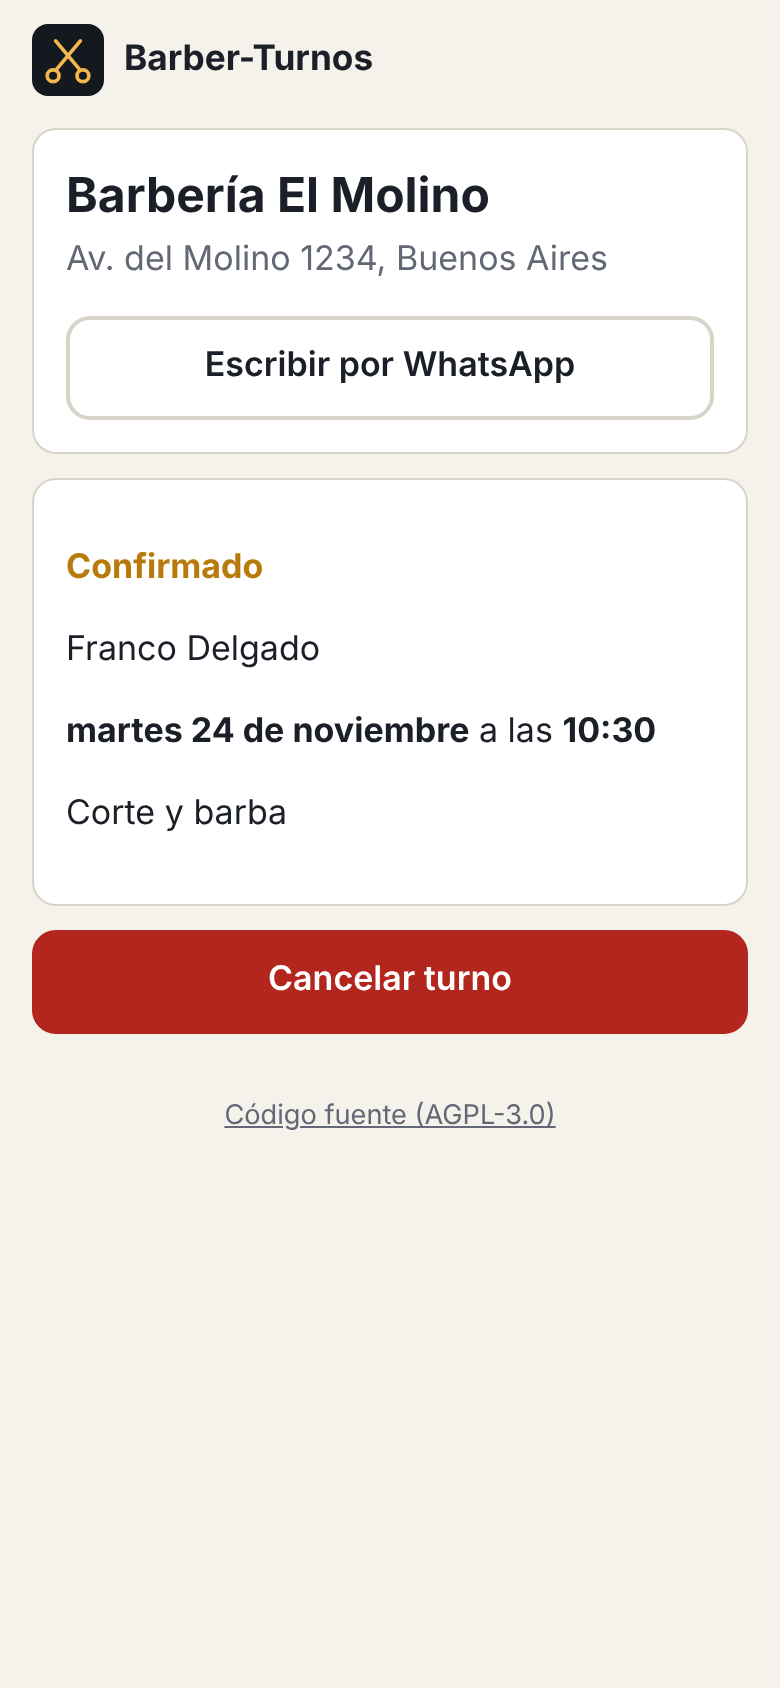 Barber-Turnos
Barbería El Molino
Av. del Molino 1234, Buenos Aires
Escribir por WhatsApp
Confirmado
Franco Delgado
martes 24 de noviembre a las 10:30
Corte y barba
Cancelar turno
Código fuente (AGPL-3.0)